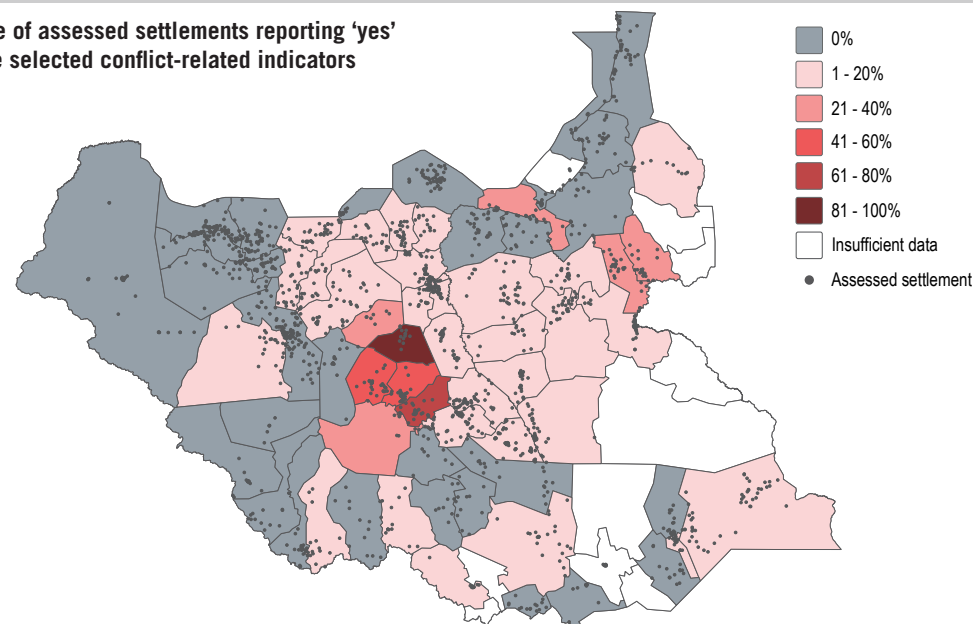 e of assessed settlements reporting ‘yes’
e selected conflict-related indicators
0%
1 - 20%
21 - 40%
41 - 60%
61 - 80%
81 - 100%
Insufficient data
Assessed settlement